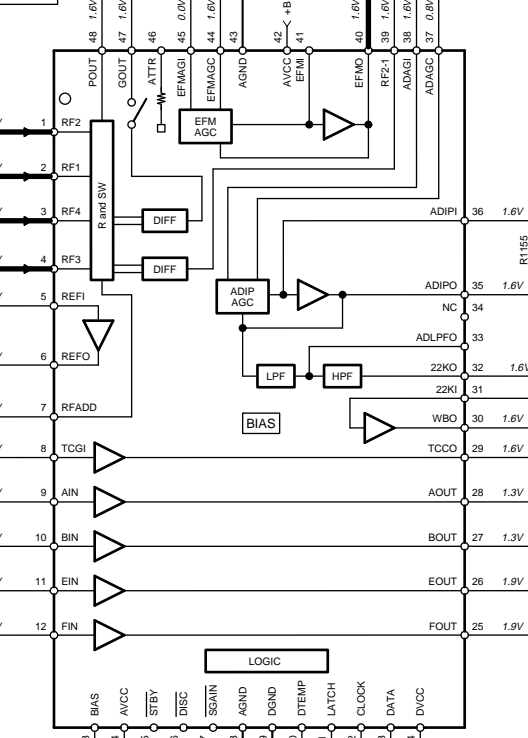 1.6V 1.6V 0.0V 1.6V +B 1.6V 1.6V 1.6V 0.8V
48 47 46 45 44 43 42 41 40 39 38 37
POUT GOUT ATTR EFMAGI EFMAGC AGND AVCC EFMI EFMO RF2-1 ADAGI ADAGC
1 RF2
EFM
AGC
2 RF1
R and SW
3 RF4
DIFF
ADIPI 36 1.6V
R1155
4 RF3
DIFF
5 REFI
ADIP
AGC
ADIPO 35 1.6V
NC 34
ADLPFO 33
6 REFO
LPF
HPF
22KO 32 1.6V
22KI 31
7 RFADD
BIAS
WBO 30 1.6V
8 TCGI
TCCO 29 1.6V
9 AIN
AOUT 28 1.3V
10 BIN
BOUT 27 1.3V
11 EIN
EOUT 26 1.9V
12 FIN
FOUT 25 1.9V
LOGIC
BIAS AVCC STBY DISC SGAIN AGND DGND DTEMP LATCH CLOCK DATA DVCC